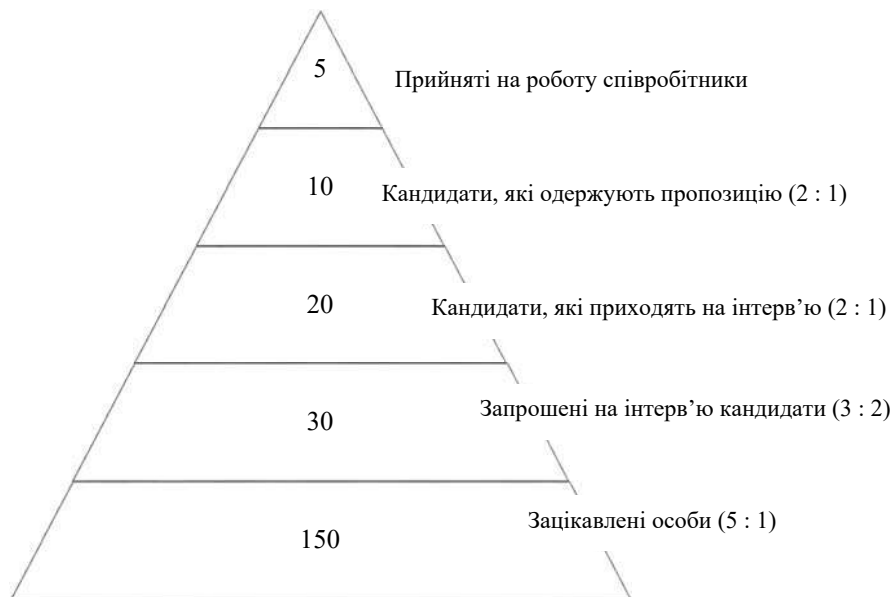 5
Прийняті на роботу співробітники
10
Кандидати, які одержують пропозицію (2 : 1)
20
Кандидати, які приходять на інтерв’ю (2 : 1)
30
Запрошені на інтерв’ю кандидати (3 : 2)
150
Зацікавлені особи (5 : 1)